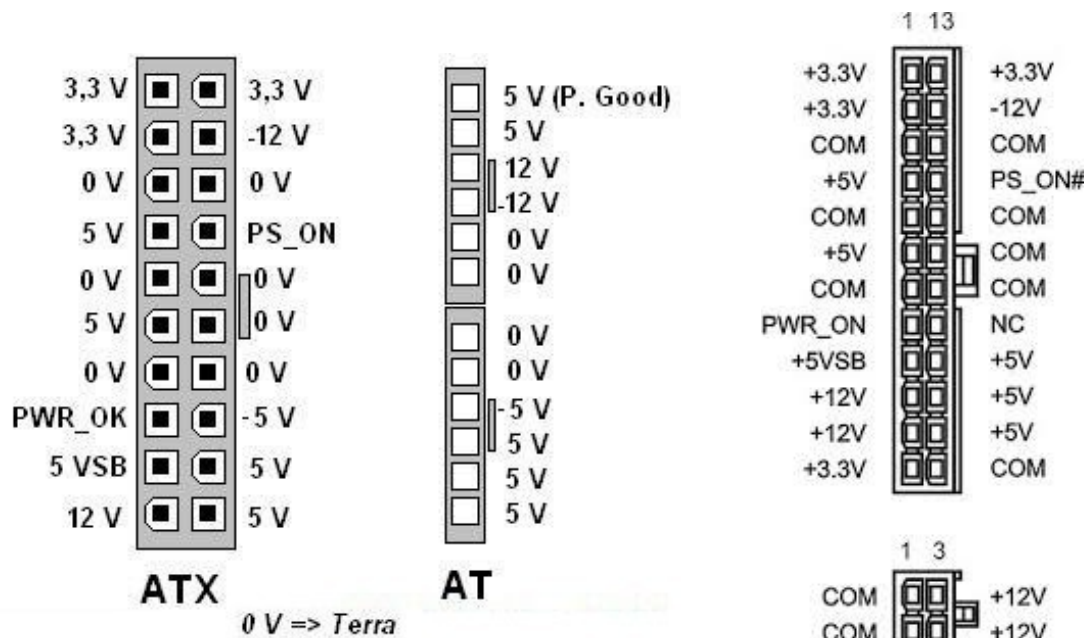 3,3 V 3,3 V
3,3 V -12 V
0 V 0 V
5 V PS_ON
0 V 0 V
5 V 0 V
0 V 0 V
PWR_OK -5 V
5 VSB 5 V
12 V 5 V
ATX
0 V => Terra
5 V (P. Good)
5 V
12 V
-12 V
0 V
0 V
0 V
0 V
-5 V
5 V
5 V
5 V
AT
1 13
+3.3V +3.3V
+3.3V -12V
COM COM
+5V PS_ON#
COM COM
+5V COM
COM COM
PWR_ON NC
+5VSB +5V
+12V +5V
+12V +5V
+3.3V COM
1 3
COM +12V
COM +12V